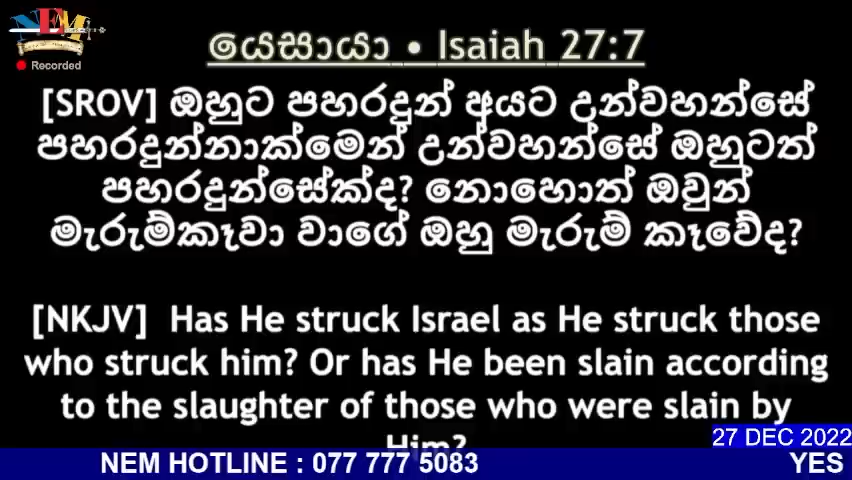 NEM
Recorded
යෙසායා • Isaiah 27:7
[SROV] ඔහුට පහරදුන් අයට උන්වහන්සේ
පහරදුන්නාක්මෙන් උන්වහන්සේ ඔහුටත්
පහරදුන්සේක්ද? නොහොත් ඔවුන්
මැරුම්කෑවා වාගේ ඔහු මැරුම් කෑවේද?
[NKJV] Has He struck Israel as He struck those
who struck him? Or has He been slain according
to the slaughter of those who were slain by
Him?
27 DEC 2022
NEM HOTLINE : 077 777 5083
YES